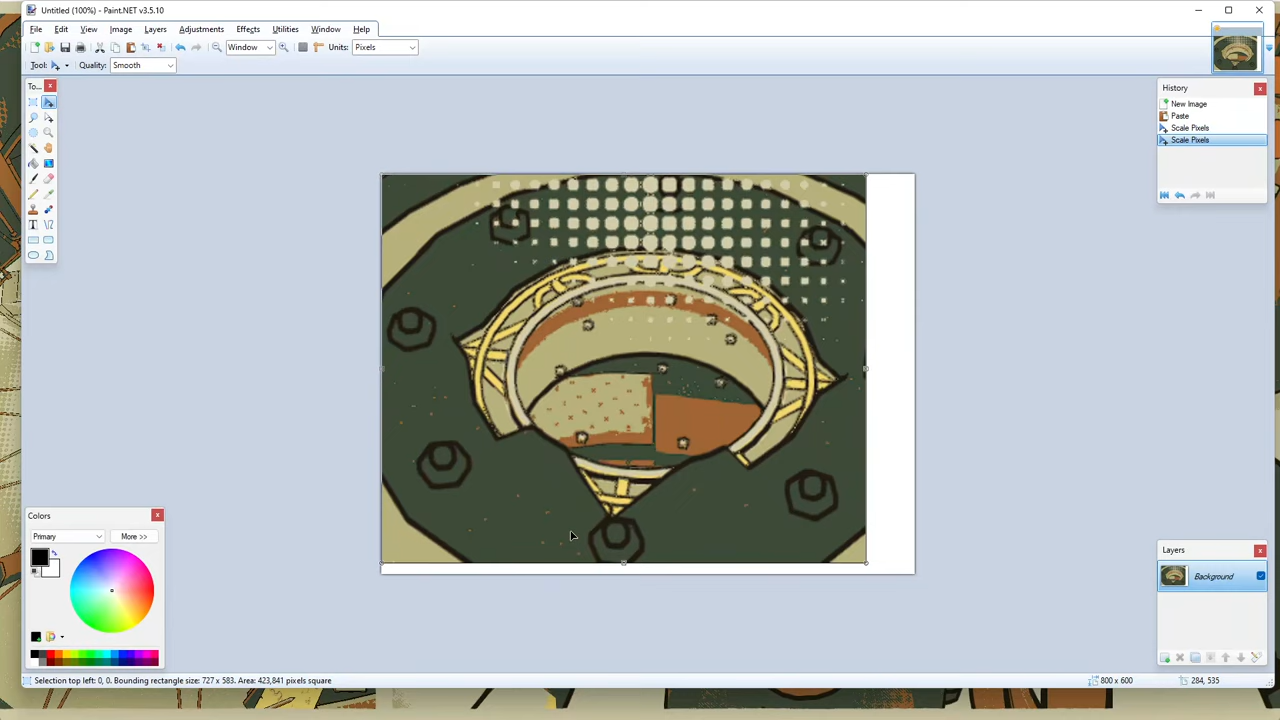 Untitled (100%) - Paint.NET v3.5.10
File Edit View Image Layers Adjustments Effects Utilities Window Help
Window Units: Pixels
Tool: Quality: Smooth
To...
History
New Image
Paste
Scale Pixels
Scale Pixels
Colors
Primary More >>
Layers
Background
Selection top left: 0, 0. Bounding rectangle size: 727 x 583. Area: 423,841 pixels square 800 x 600 284, 535